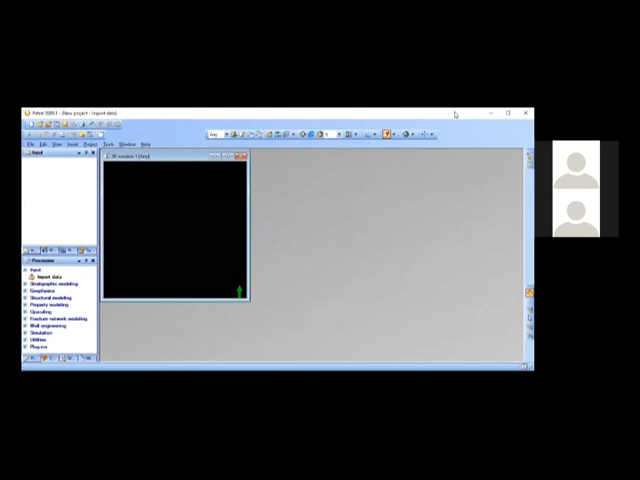 Petrel 2009.1 - [New project - Import data]
Any
File Edit View Insert Project Tools Window Help
Input
3D window 1 [Any]
Processes
Input
Import data
Stratigraphic modeling
Geophysics
Structural modeling
Property modeling
Upscaling
Fracture network modeling
Well engineering
Simulation
Utilities
Plug-ins